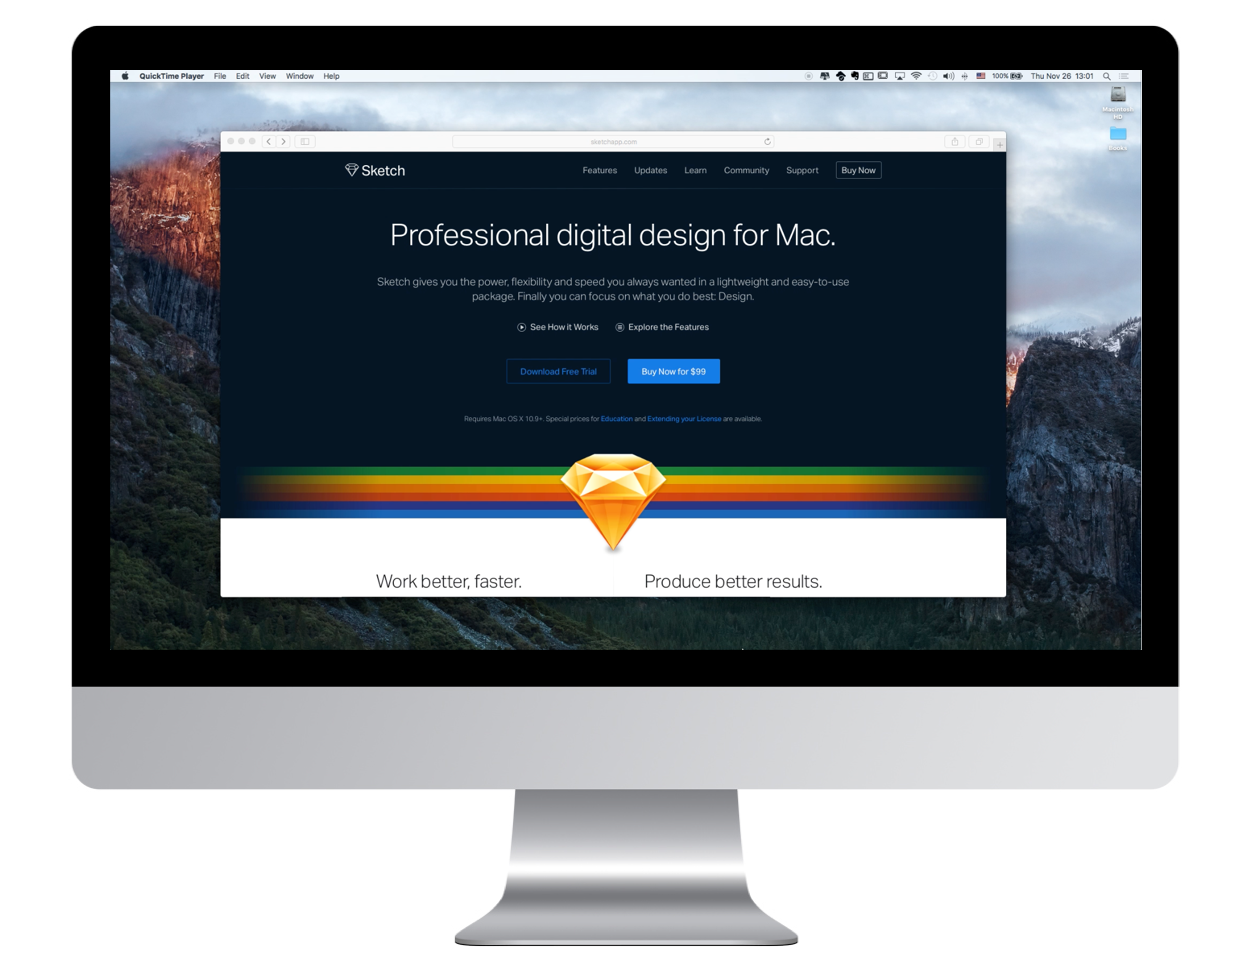 QuickTime Player File Edit View Window Help
100% Thu Nov 26 13:01
Macintosh HD
Books
sketchapp.com
Sketch Features Updates Learn Community Support Buy Now
Professional digital design for Mac.
Sketch gives you the power, flexibility and speed you always wanted in a lightweight and easy-to-use
package. Finally you can focus on what you do best: Design.
See How it Works Explore the Features
Download Free Trial Buy Now for $99
Requires Mac OS X 10.9+. Special prices for Education and Extending your License are available.
Work better, faster. Produce better results.